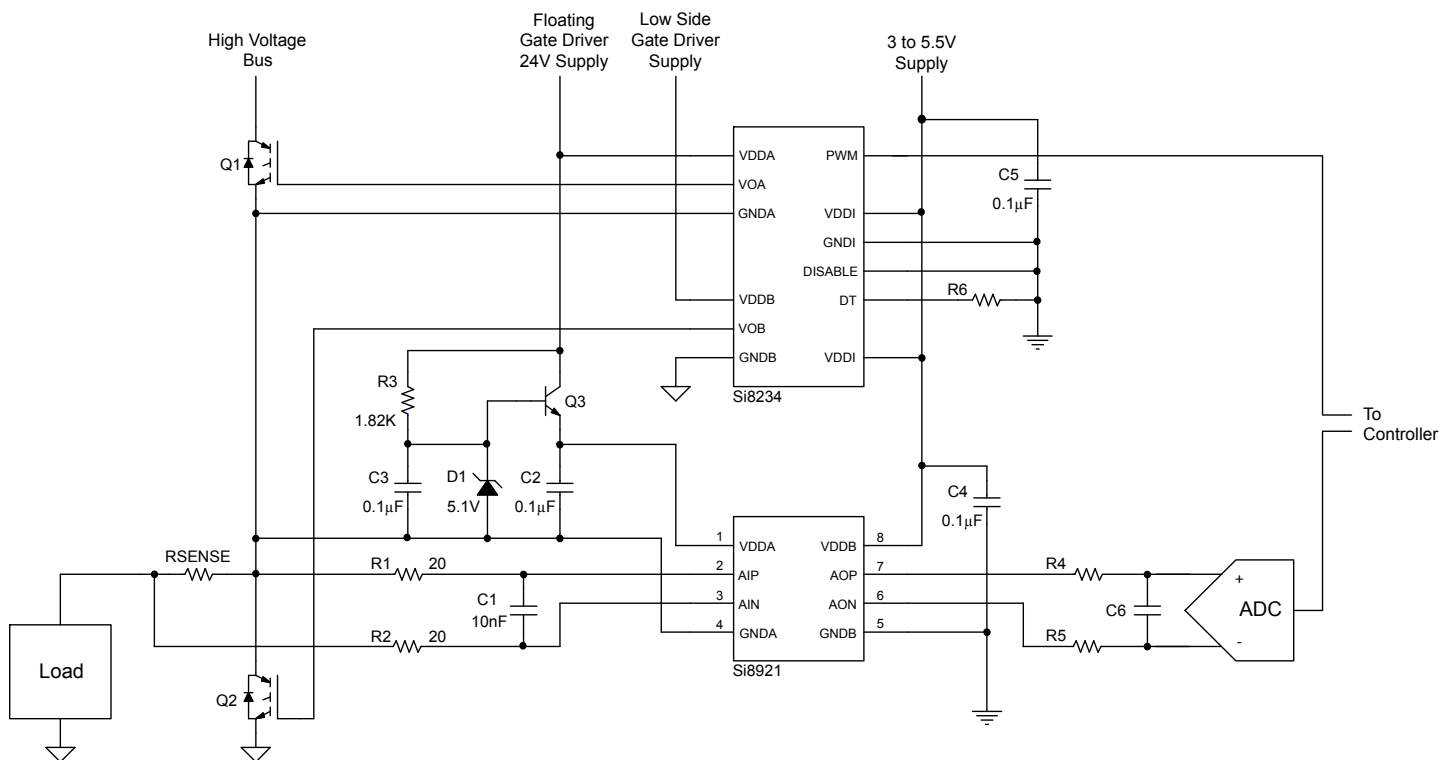 High Voltage
Bus
Floating
Gate Driver
24V Supply
Low Side
Gate Driver
Supply
3 to 5.5V
Supply
Q1
VDDA
VOA
GNDA
VDDB
VOB
GNDB
PWM
VDDI
GNDI
DISABLE
DT
VDDI
Si8234
C5
0.1µF
R6
R3
1.82K
Q3
C3
0.1µF
D1
5.1V
C2
0.1µF
C4
0.1µF
To
Controller
RSENSE
R1 20
C1
10nF
R2 20
1
2
3
4
VDDA
AIP
AIN
GNDA
VDDB
AOP
AON
GNDB
8
7
6
5
Si8921
R4
C6
R5
+
ADC
-
Load
Q2